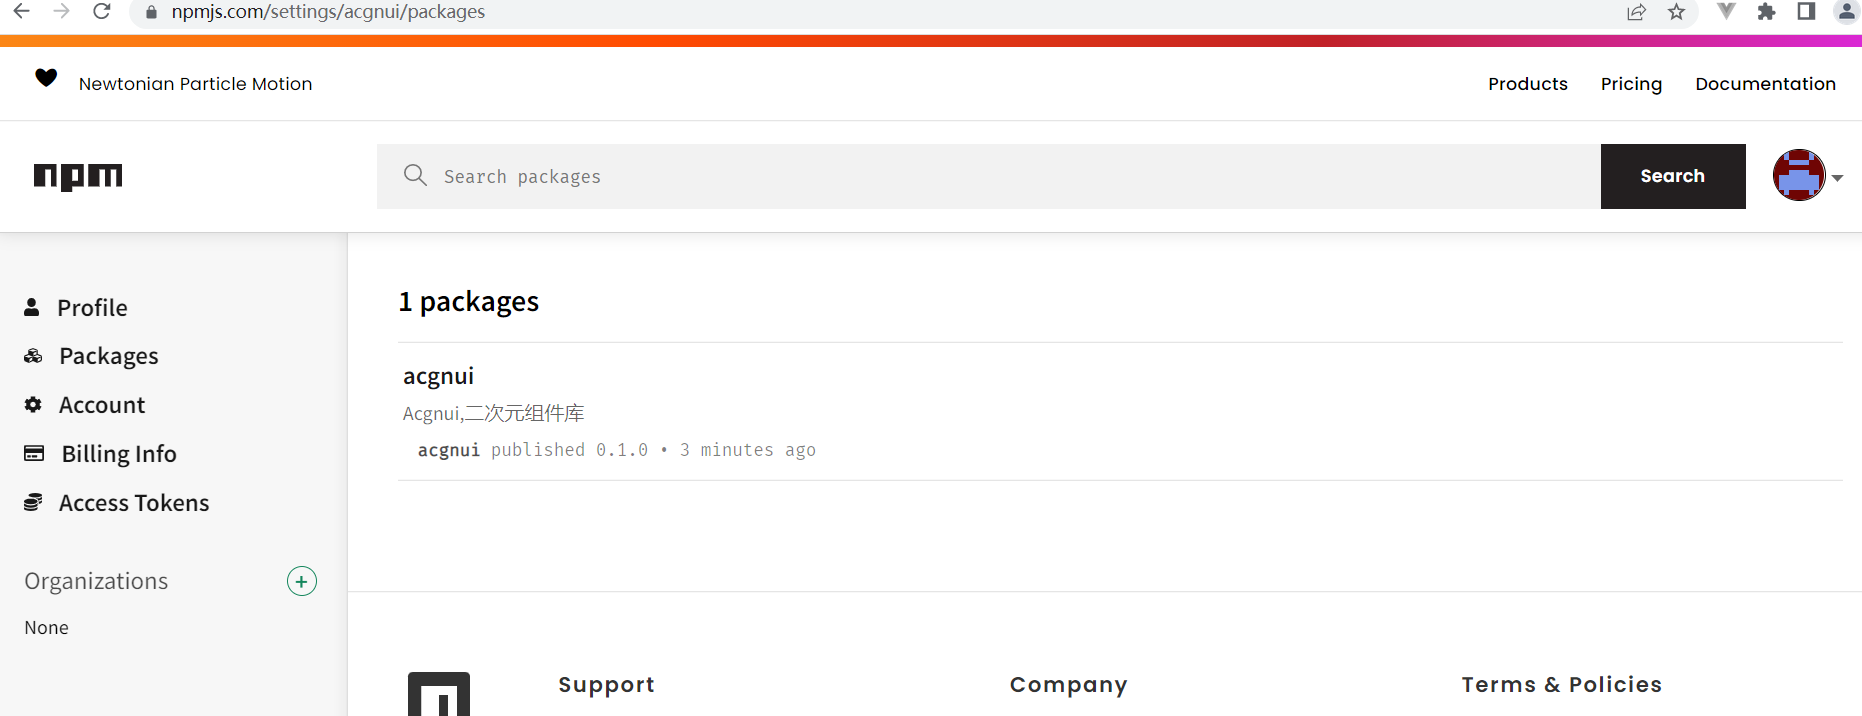 npmjs.com/settings/acgnui/packages
Newtonian Particle Motion
Products Pricing Documentation
npm
Search packages
Search
Profile
Packages
Account
Billing Info
Access Tokens
Organizations
None
1 packages
acgnui
Acgnui,二次元组件库
acgnui published 0.1.0 • 3 minutes ago
Support
Company
Terms & Policies